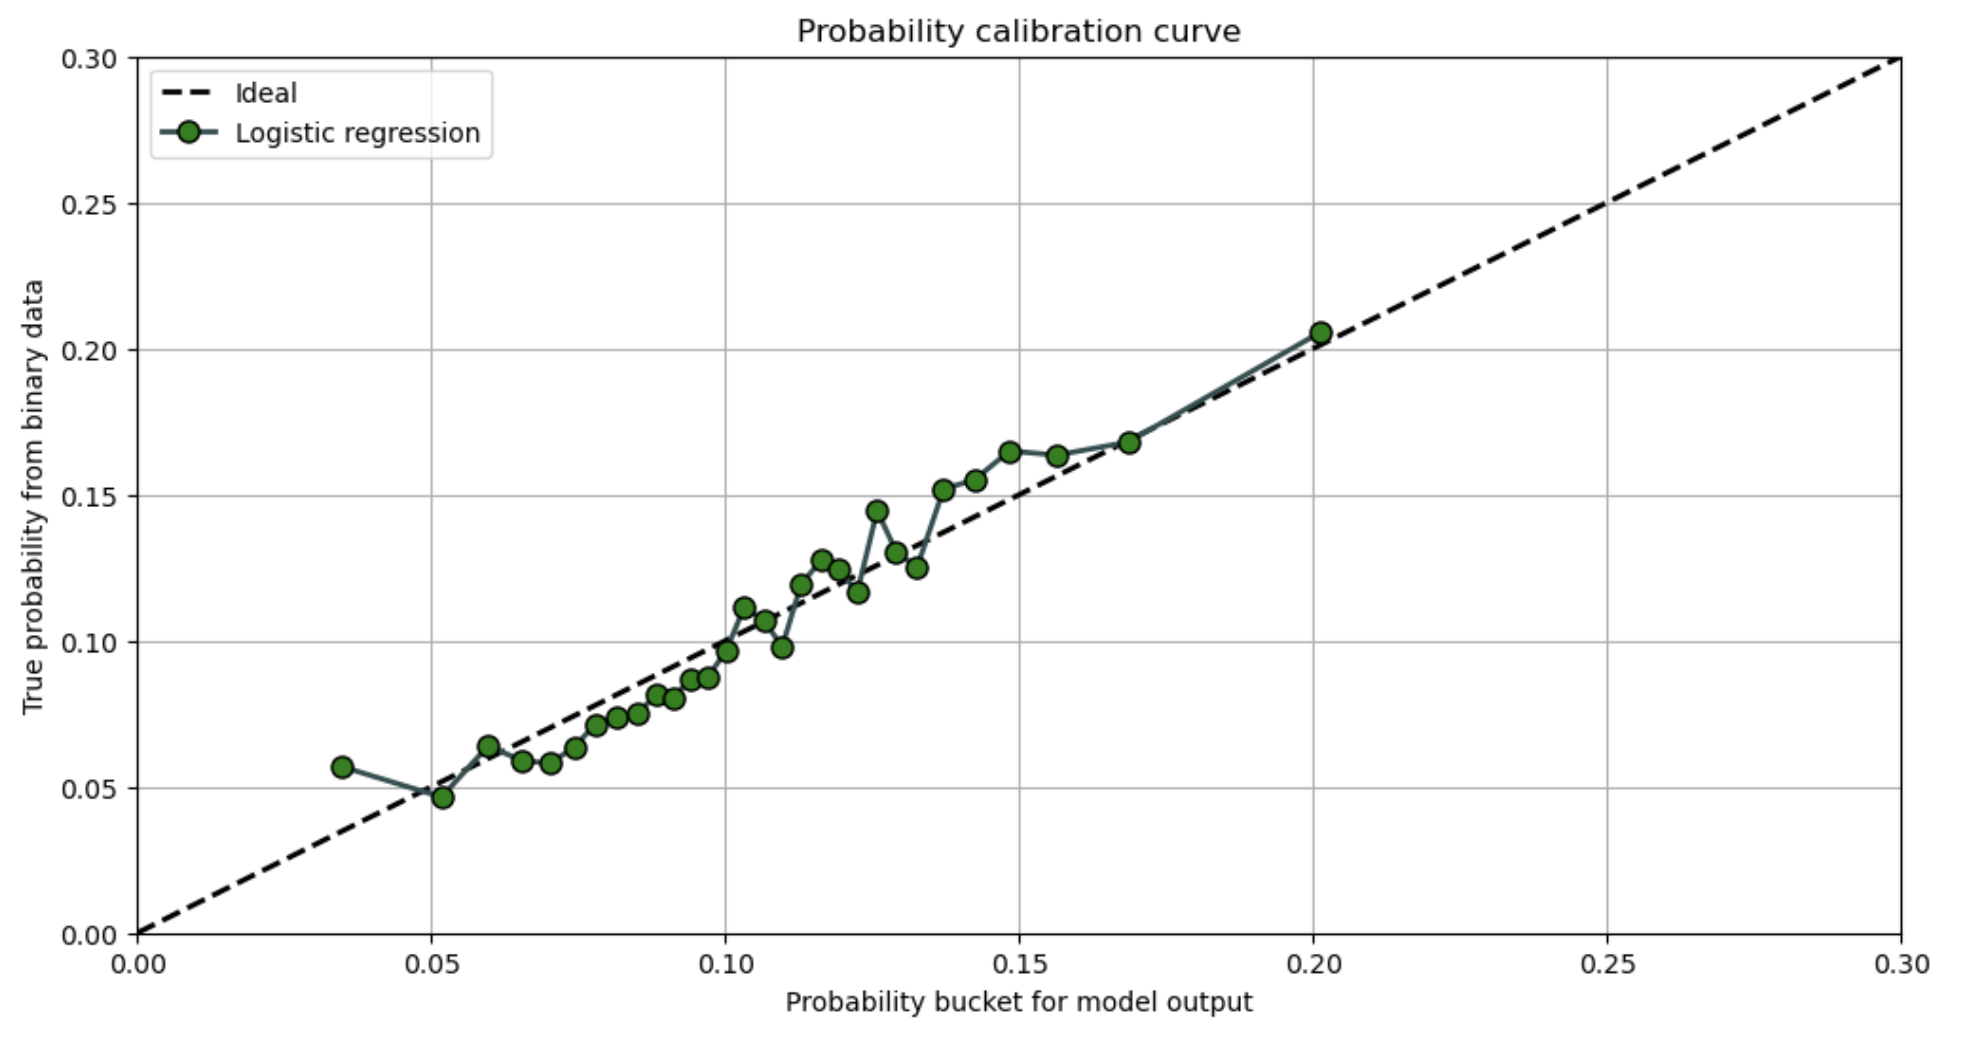 Probability calibration curve
Ideal
Logistic regression
True probability from binary data
0.30
0.25
0.20
0.15
0.10
0.05
0.00
0.00 0.05 0.10 0.15 0.20 0.25 0.30
Probability bucket for model output